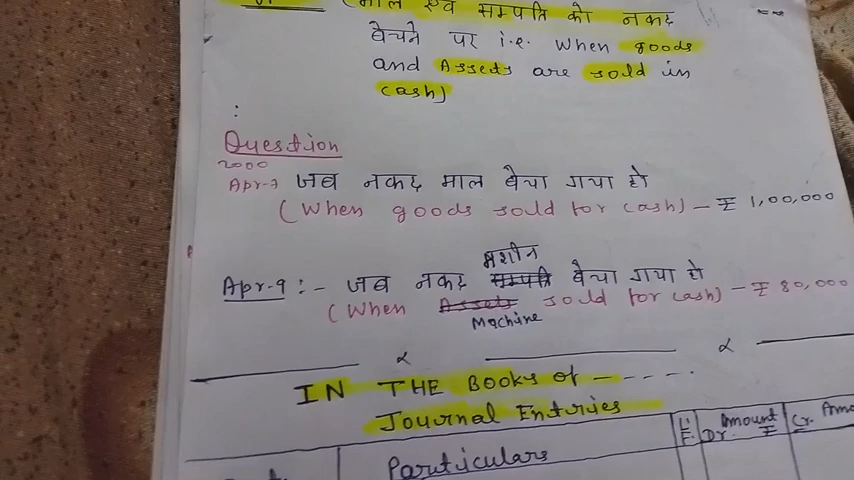 (माल एवं सम्पत्ति को नकद
बेचने पर i.e. When goods
and Assets are sold in
cash)
:
Question
2000
Apr-7 जब नकद माल बेचा गया हो
(When goods sold for cash) - ₹ 1,00,000
मशीन
Apr-9 :- जब नकद सम्पत्ति बेचा गया हो
(When Assets sold for cash) - ₹ 80,000
Machine
IN THE Books of - - - - -.
Journal Entries
Particulars
L.F.
Amount Dr. ₹
Cr. Amo